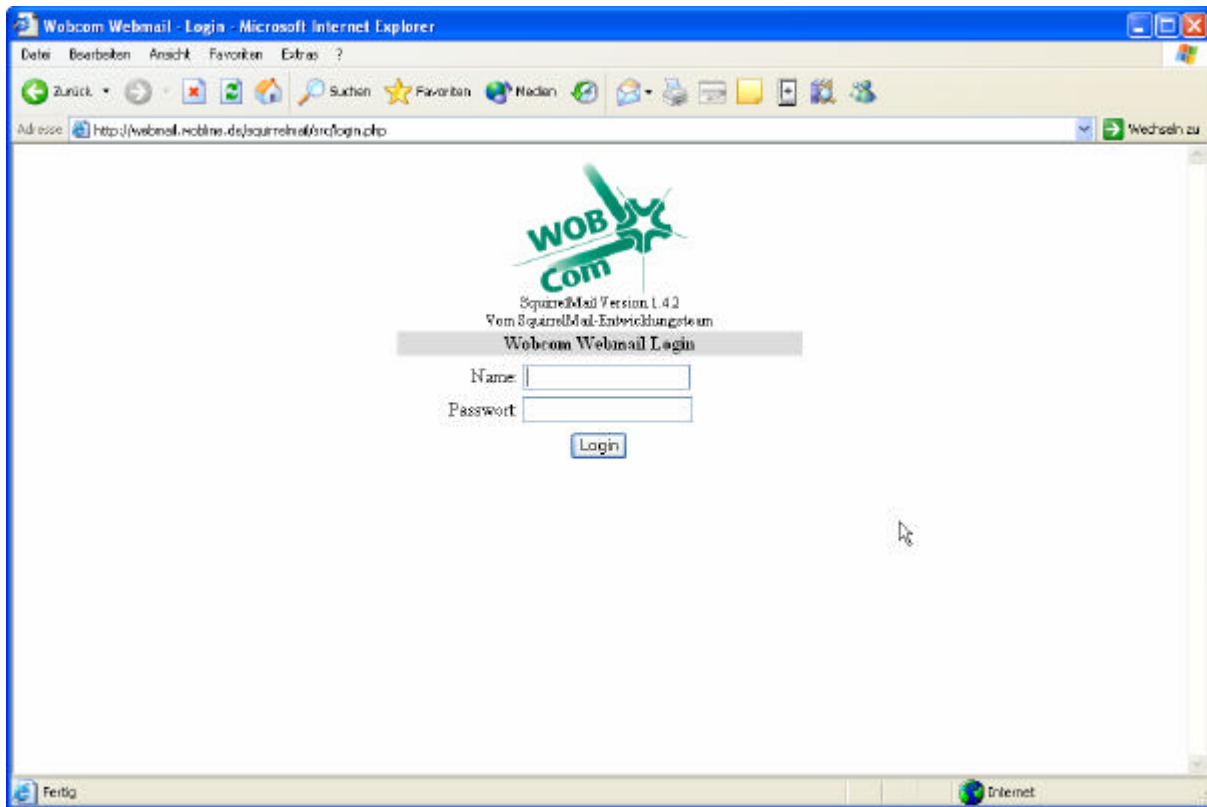 Wobcom Webmail - Login - Microsoft Internet Explorer
Datei Bearbeiten Ansicht Favoriten Extras ?
Zurück Suchen Favoriten Medien
Adresse http://webmail.wobline.de/squirrelmail/src/login.php Wechseln zu
WOB
Com
SquirrelMail Version 1.4.2
Vom SquirrelMail-Entwicklungsteam
Wobcom Webmail Login
Name:
Passwort:
Login
Fertig Internet